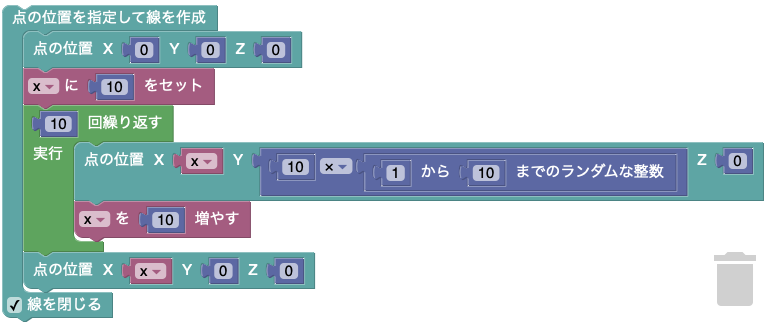 点の位置を指定して線を作成
点の位置 X 0 Y 0 Z 0
x に 10 をセット
10 回繰り返す
実行 点の位置 X x Y 10 × 1 から 10 までのランダムな整数 Z 0
x を 10 増やす
点の位置 X x Y 0 Z 0
線を閉じる